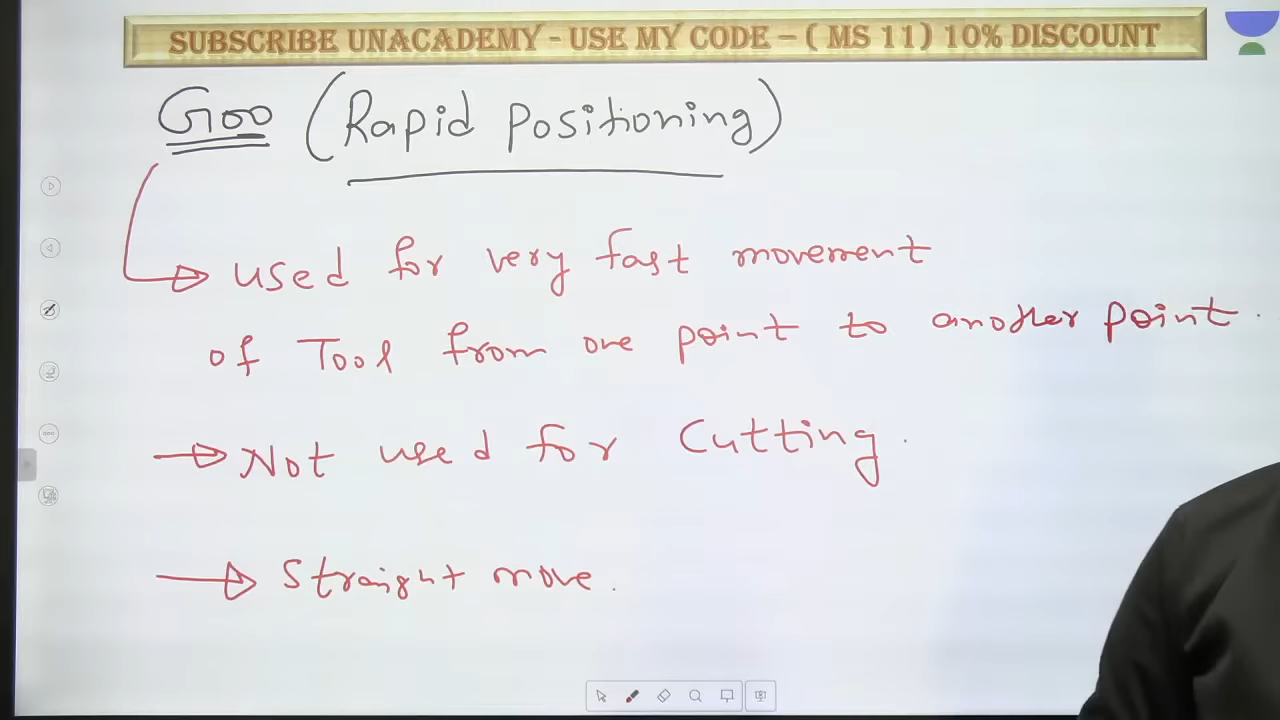 SUBSCRIBE UNACADEMY - USE MY CODE – ( MS 11) 10% DISCOUNT
G00 (Rapid Positioning)
used for very fast movement
of Tool from one point to another point.
Not used for Cutting.
Straight move.